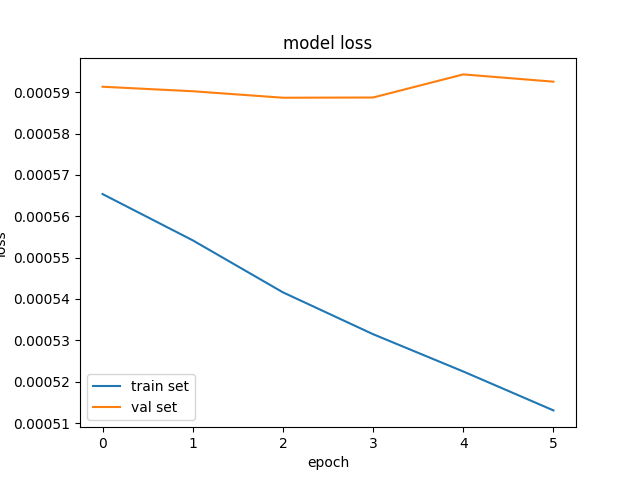 model loss
0.00059
0.00058
0.00057
0.00056
0.00055
0.00054
0.00053
0.00052
0.00051
loss
train set
val set
0 1 2 3 4 5
epoch